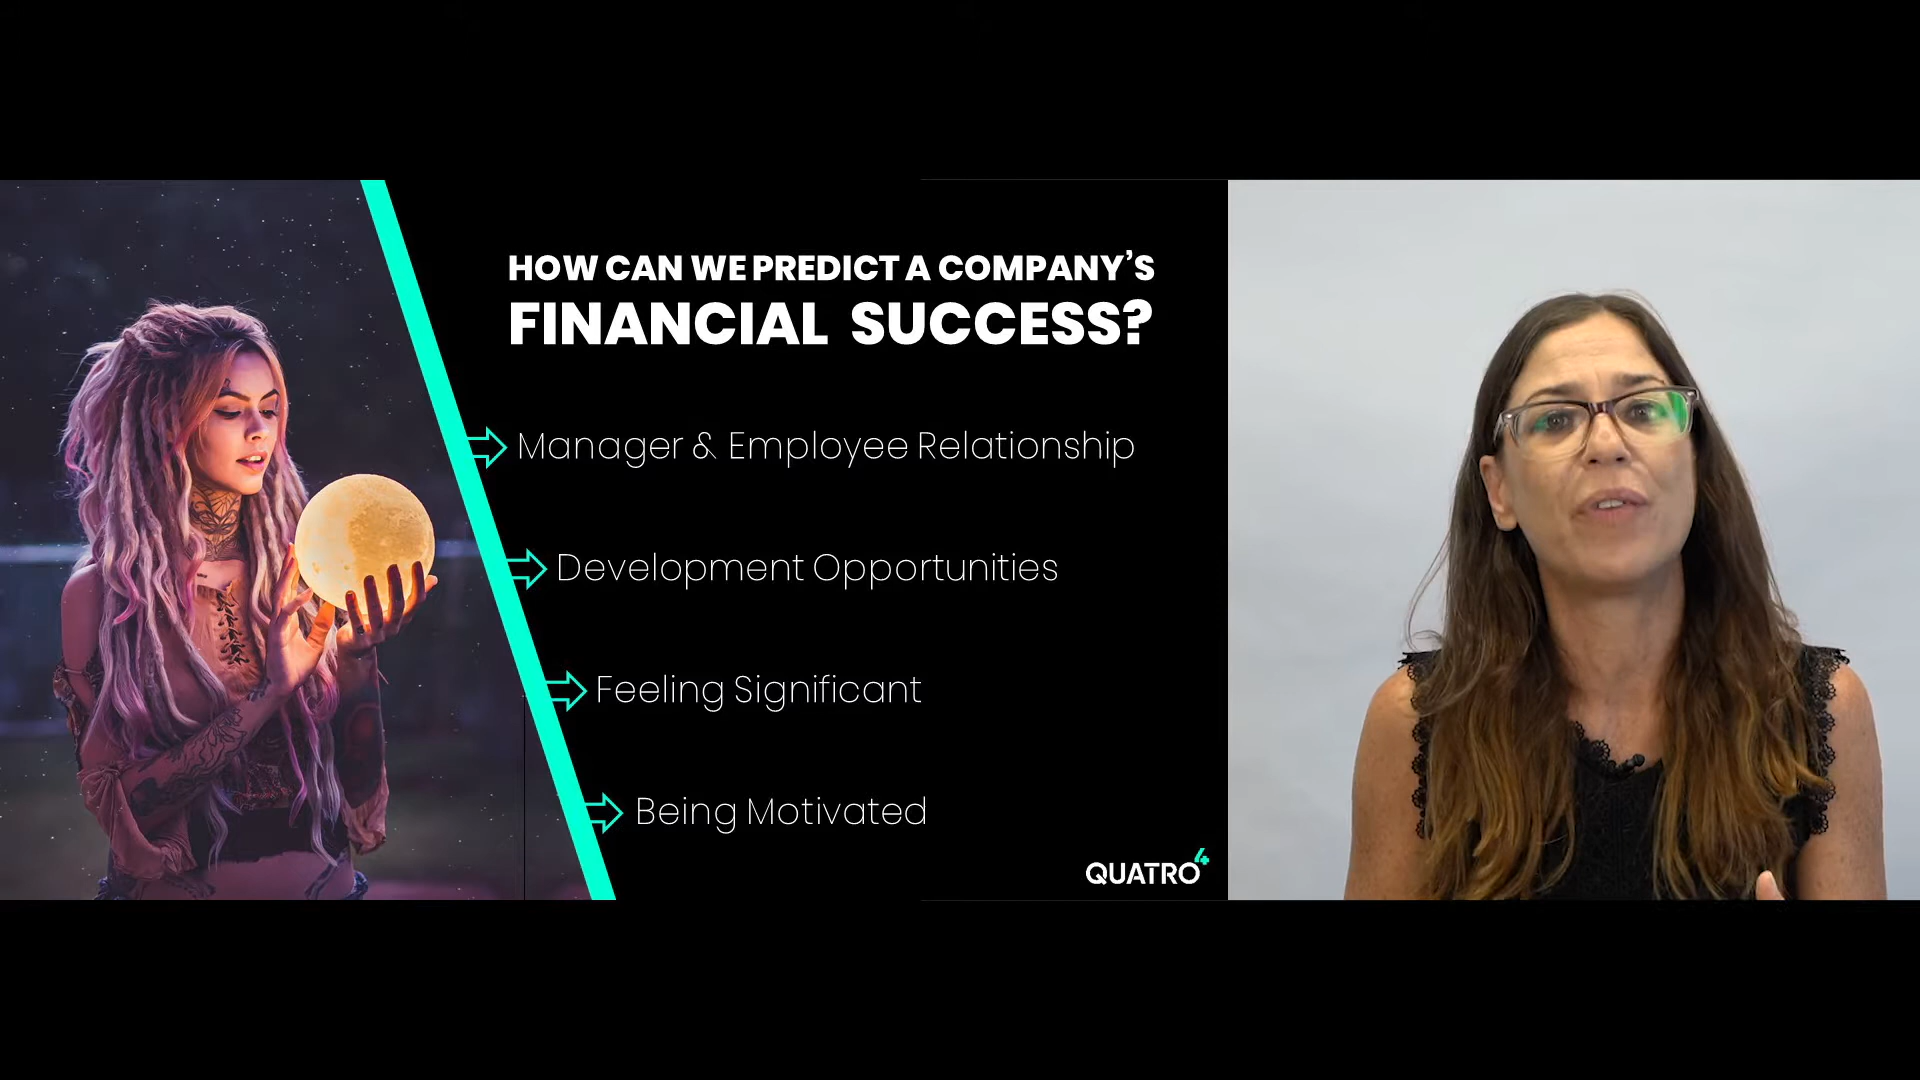 HOW CAN WE PREDICT A COMPANY'S
FINANCIAL SUCCESS?
Manager & Employee Relationship
Development Opportunities
Feeling Significant
Being Motivated
QUATRO4